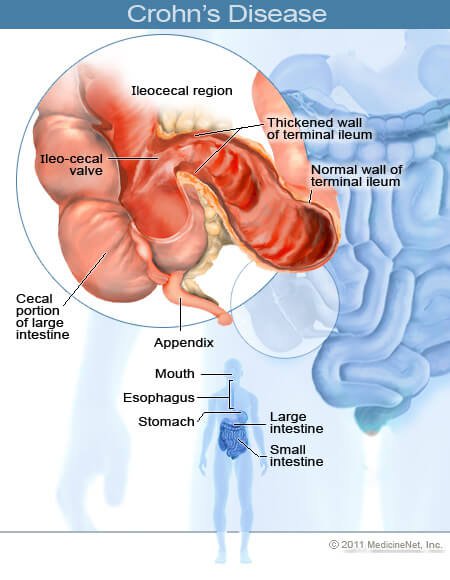 Crohn's Disease
Ileocecal region
Thickened wall
of terminal ileum
Ileo-cecal
valve
Normal wall of
terminal ileum
Cecal
portion
of large
intestine
Appendix
Mouth
Esophagus
Stomach
Large
intestine
Small
intestine
© 2011 MedicineNet, Inc.